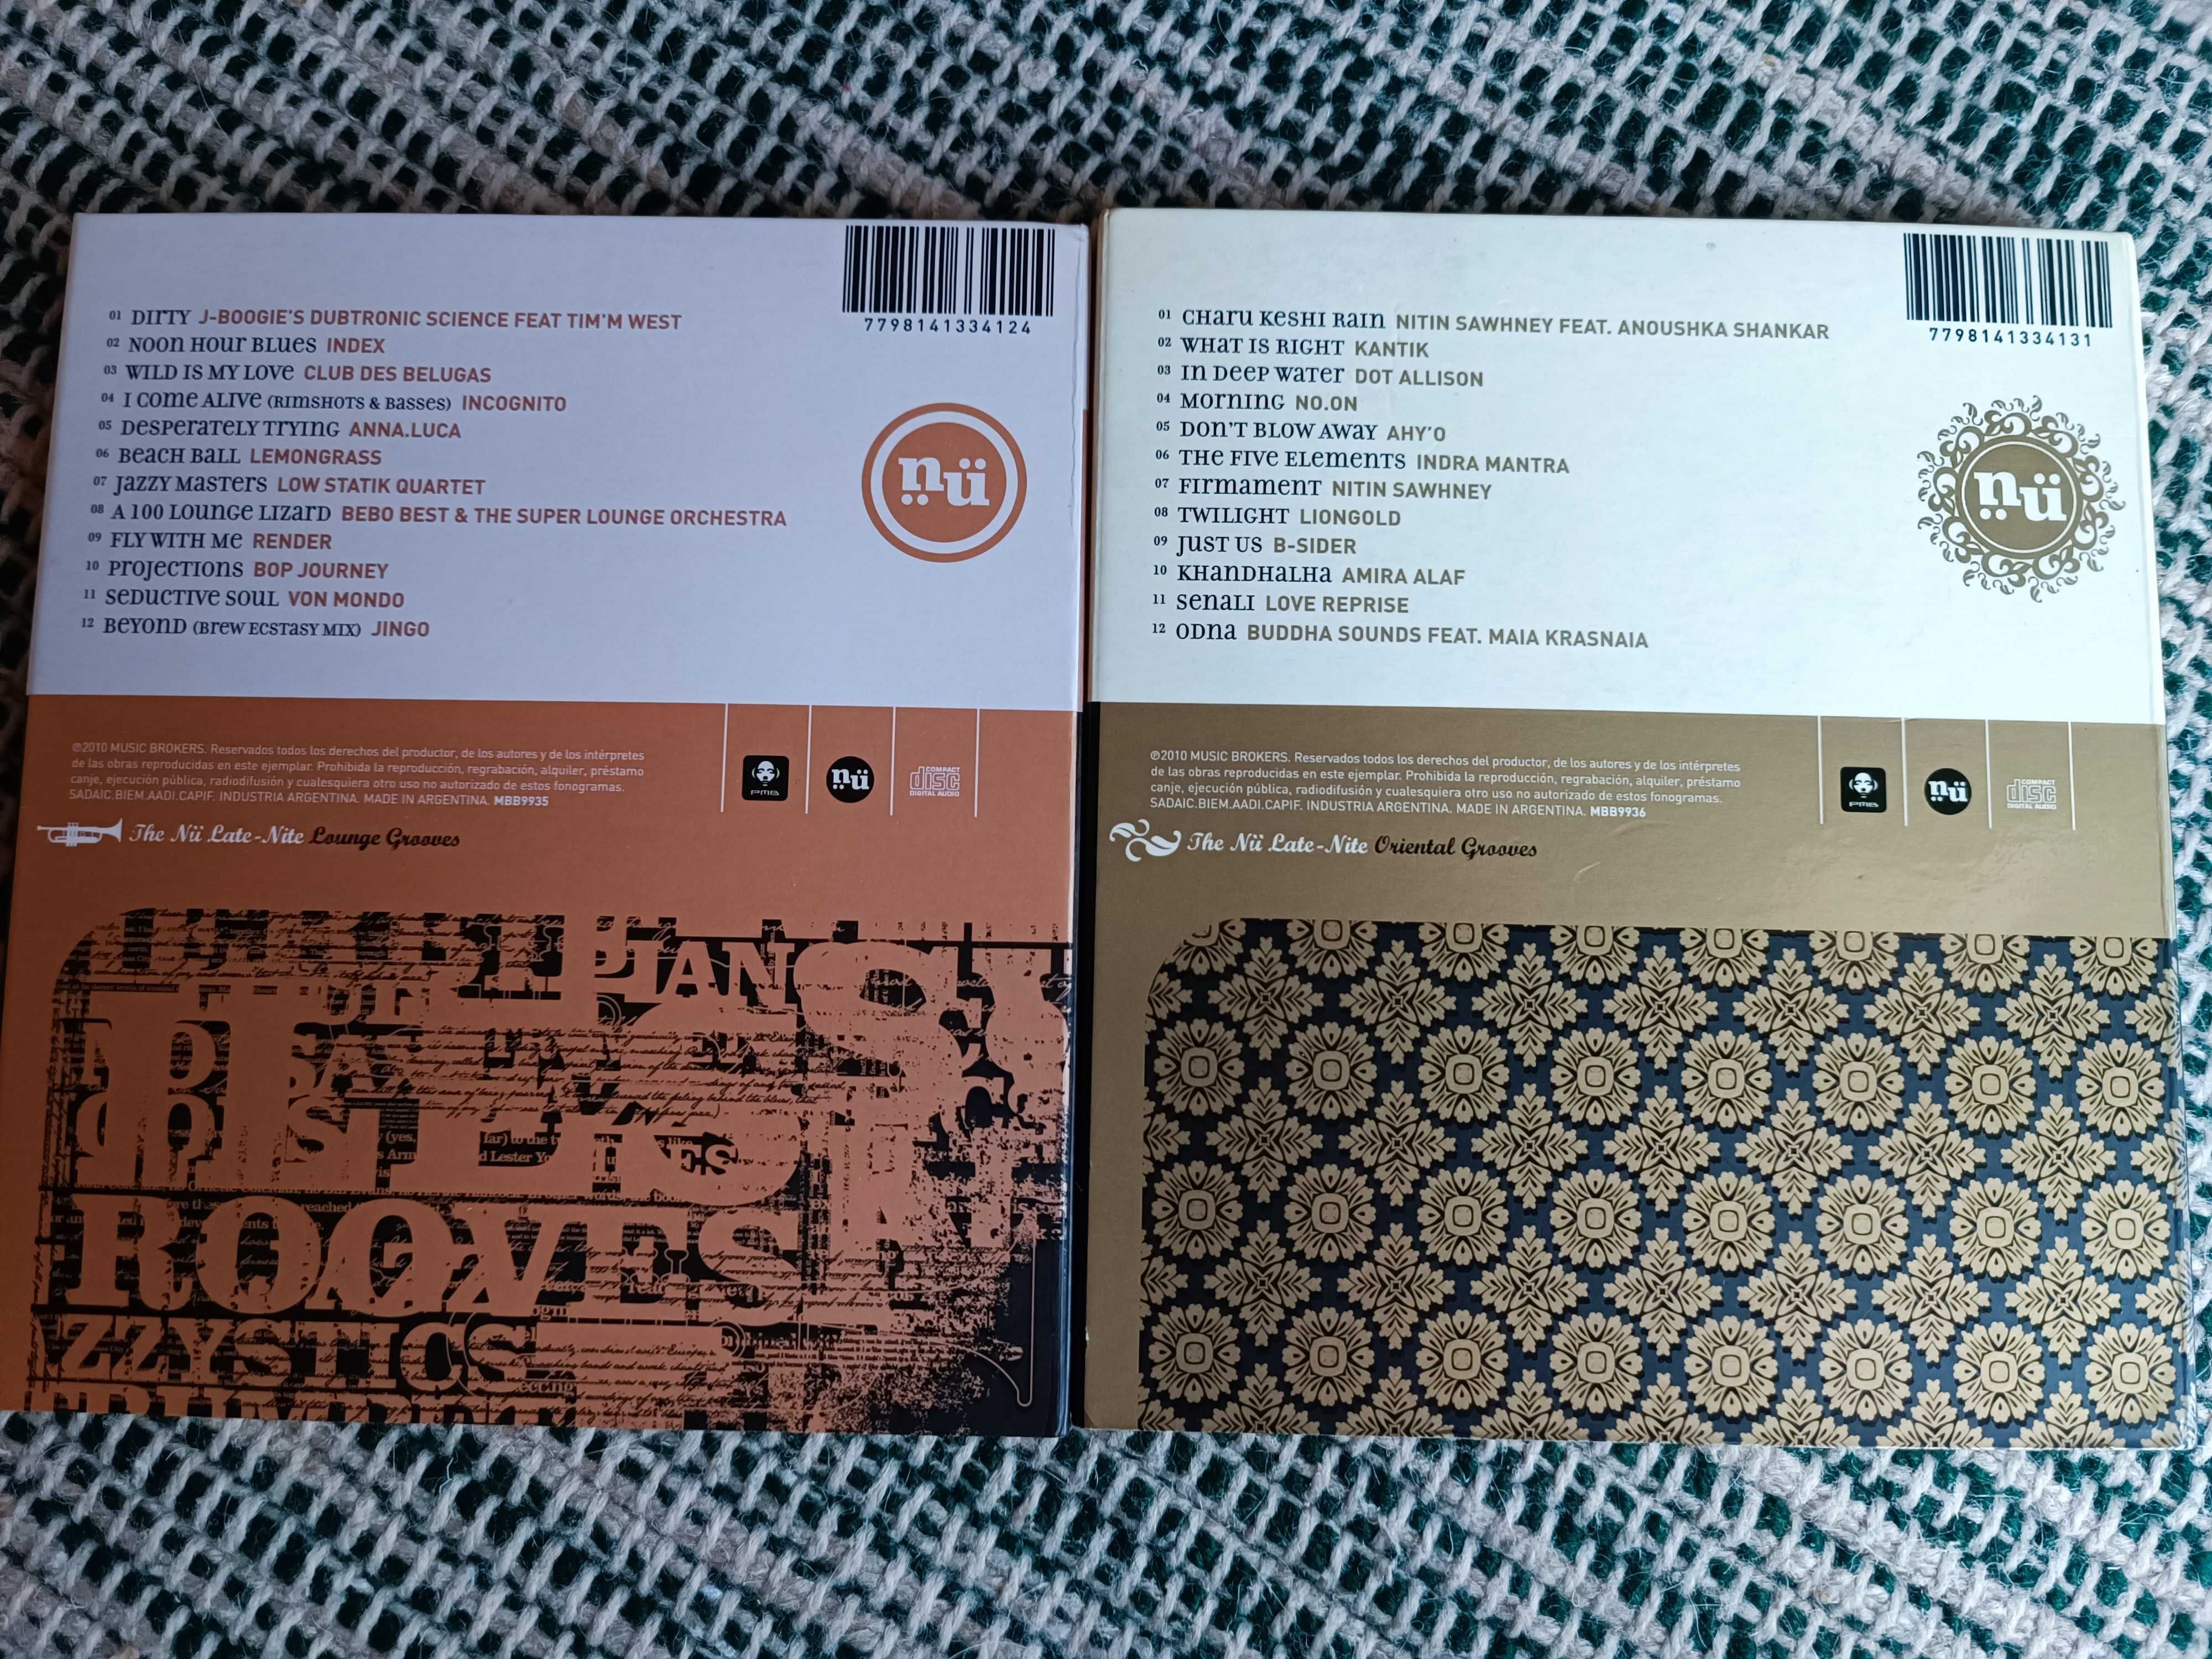 7798141334124
01 Dirty J-BOOGIE'S DUBTRONIC SCIENCE FEAT TIM'M WEST
02 Noon Hour Blues INDEX
03 Wild is my Love CLUB DES BELUGAS
04 I Come Alive (Rimshots & Basses) INCOGNITO
05 Desperately Trying ANNA.LUCA
06 Beach Ball LEMONGRASS
07 Jazzy Masters LOW STATIK QUARTET
08 A 100 Lounge Lizard BEBO BEST & THE SUPER LOUNGE ORCHESTRA
09 Fly With Me RENDER
10 Projections BOP JOURNEY
11 Seductive Soul VON MONDO
12 Beyond (Brew Ecstasy Mix) JINGO
nü
℗2010 MUSIC BROKERS. Reservados todos los derechos del productor, de los autores y de los intérpretes
de las obras reproducidas en este ejemplar. Prohibida la reproducción, regrabación, alquiler, préstamo
canje, ejecución pública, radiodifusión y cualesquiera otro uso no autorizado de estos fonogramas.
SADAIC.BIEM.AADI.CAPIF. INDUSTRIA ARGENTINA. MADE IN ARGENTINA. MBB9935
PMB
nü
COMPACT
disc
DIGITAL AUDIO
The Nü Late-Nite Lounge Grooves
ROOVES
ZZYSTICS
7798141334131
01 Charu Keshi Rain NITIN SAWHNEY FEAT. ANOUSHKA SHANKAR
02 What is Right KANTIK
03 In Deep Water DOT ALLISON
04 Morning NO.ON
05 Don't Blow Away AHY'O
06 The Five Elements INDRA MANTRA
07 Firmament NITIN SAWHNEY
08 Twilight LIONGOLD
09 Just Us B-SIDER
10 Khandhalha AMIRA ALAF
11 Senali LOVE REPRISE
12 Odna BUDDHA SOUNDS FEAT. MAIA KRASNAIA
nü
℗2010 MUSIC BROKERS. Reservados todos los derechos del productor, de los autores y de los intérpretes
de las obras reproducidas en este ejemplar. Prohibida la reproducción, regrabación, alquiler, préstamo
canje, ejecución pública, radiodifusión y cualesquiera otro uso no autorizado de estos fonogramas.
SADAIC.BIEM.AADI.CAPIF. INDUSTRIA ARGENTINA. MADE IN ARGENTINA. MBB9936
PMB
nü
COMPACT
disc
DIGITAL AUDIO
The Nü Late-Nite Oriental Grooves